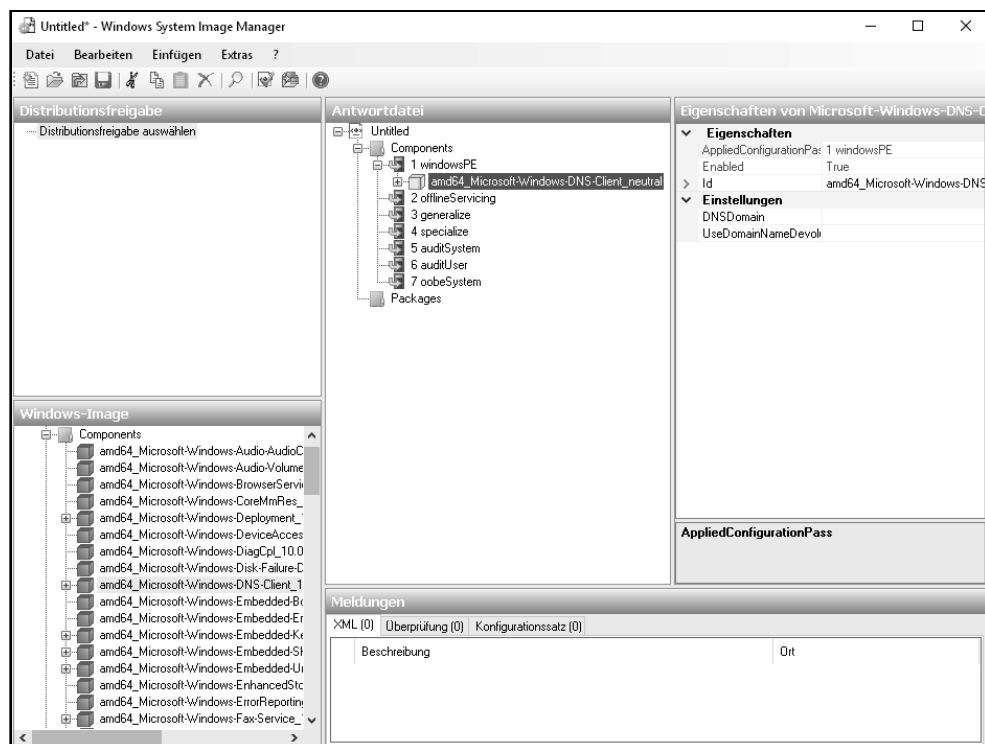 Untitled* - Windows System Image Manager
Datei Bearbeiten Einfügen Extras ?
Distributionsfreigabe
Distributionsfreigabe auswählen
Antwortdatei
Untitled
Components
1 windowsPE
amd64_Microsoft-Windows-DNS-Client_neutral
2 offlineServicing
3 generalize
4 specialize
5 auditSystem
6 auditUser
7 oobeSystem
Packages
Eigenschaften von Microsoft-Windows-DNS-C
Eigenschaften
AppliedConfigurationPas 1 windowsPE
Enabled True
Id amd64_Microsoft-Windows-DNS
Einstellungen
DNSDomain
UseDomainNameDevolu
AppliedConfigurationPass
Windows-Image
Components
amd64_Microsoft-Windows-Audio-AudioC
amd64_Microsoft-Windows-Audio-Volume
amd64_Microsoft-Windows-BrowserServi
amd64_Microsoft-Windows-CoreMmRes_
amd64_Microsoft-Windows-Deployment_
amd64_Microsoft-Windows-DeviceAcces
amd64_Microsoft-Windows-DiagCpl_10.0
amd64_Microsoft-Windows-Disk-Failure-D
amd64_Microsoft-Windows-DNS-Client_1
amd64_Microsoft-Windows-Embedded-Bo
amd64_Microsoft-Windows-Embedded-Er
amd64_Microsoft-Windows-Embedded-Ke
amd64_Microsoft-Windows-Embedded-Sh
amd64_Microsoft-Windows-Embedded-Un
amd64_Microsoft-Windows-EnhancedSto
amd64_Microsoft-Windows-ErrorReporting
amd64_Microsoft-Windows-Fax-Service_
Meldungen
XML (0) Überprüfung (0) Konfigurationssatz (0)
Beschreibung Ort